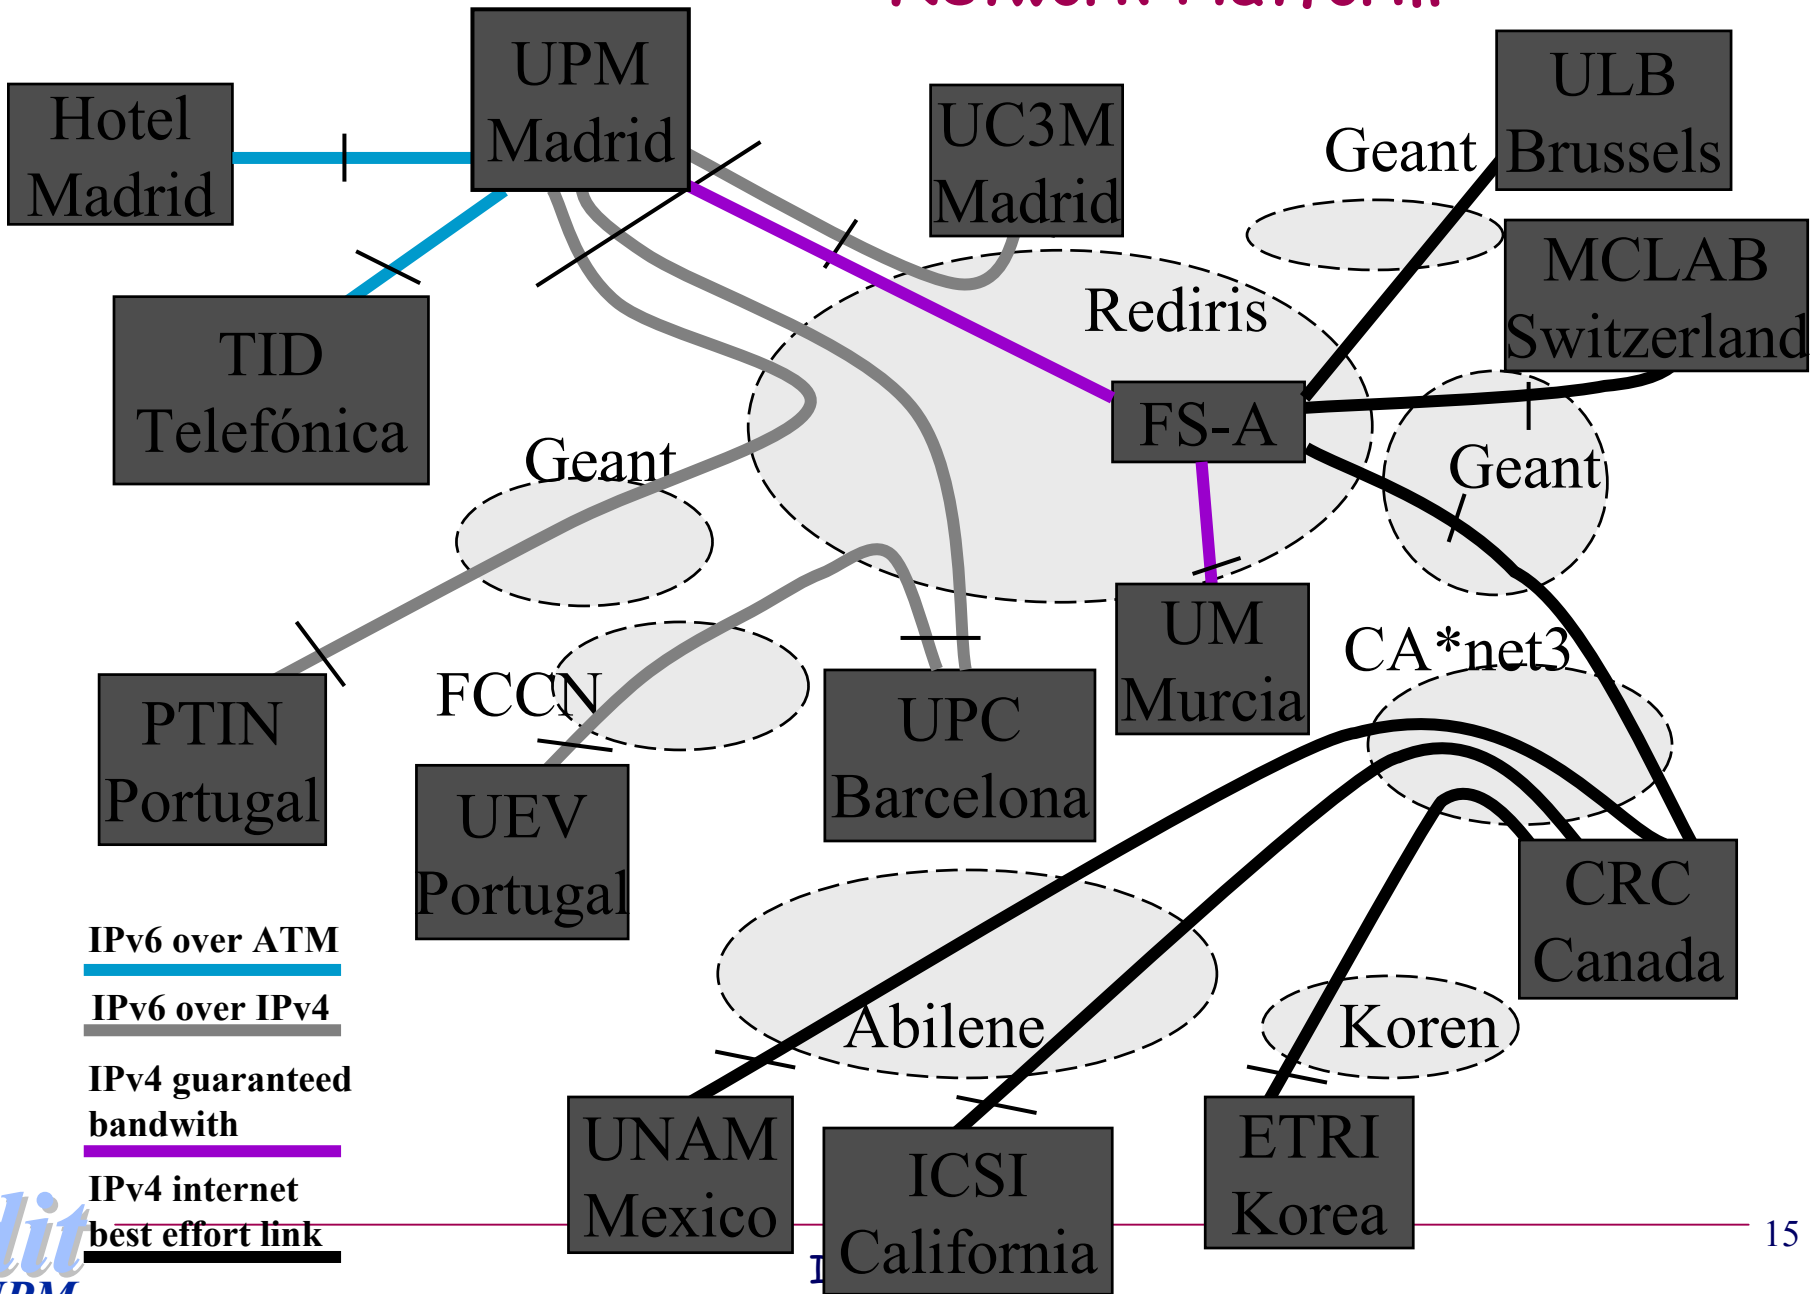 UPM
Madrid
Hotel
Madrid
UC3M
Madrid
ULB
Brussels
Geant
MCLAB
Switzerland
Rediris
TID
Telefónica
FS-A
Geant
Geant
UM
Murcia
CA*net3
FCCN
PTIN
Portugal
UPC
Barcelona
UEV
Portugal
CRC
Canada
IPv6 over ATM
IPv6 over IPv4
Abilene
Koren
IPv4 guaranteed
bandwith
UNAM
Mexico
ICSI
California
ETRI
Korea
IPv4 internet
best effort link
dit
UPM
15